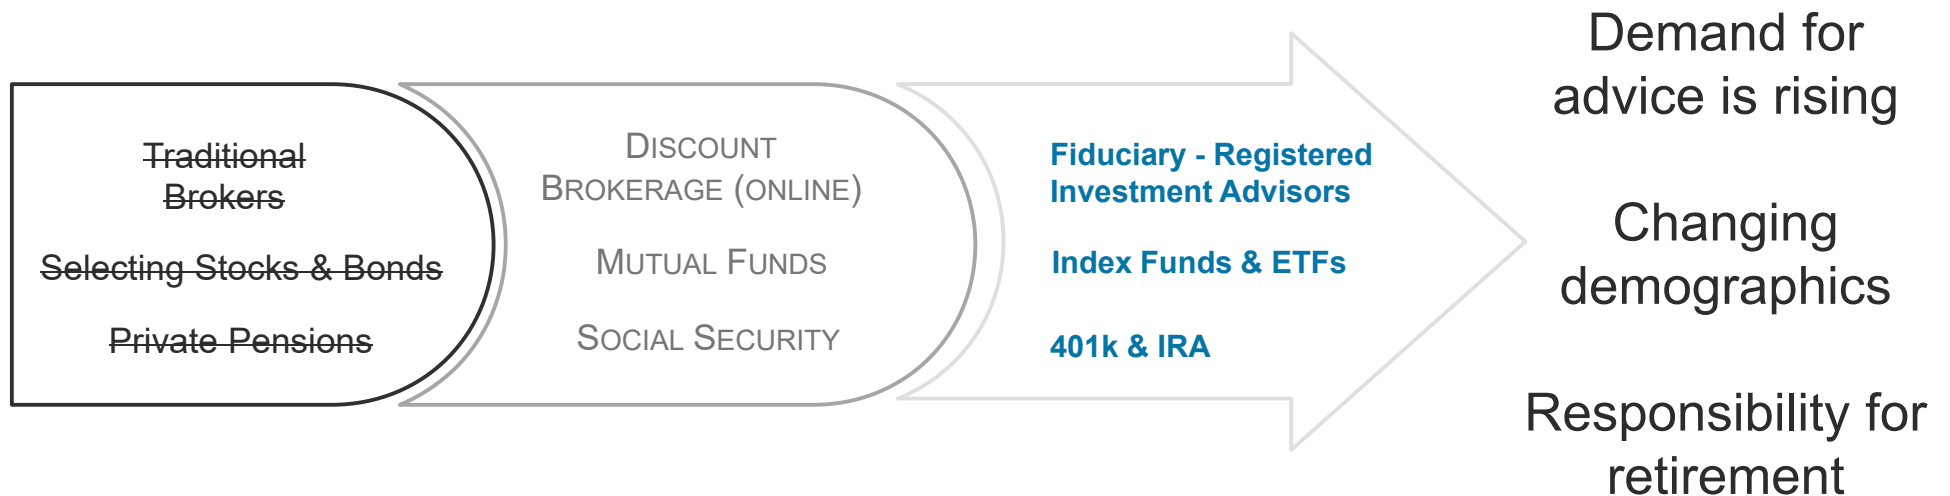 Traditional
Brokers
Selecting Stocks & Bonds
Private Pensions
DISCOUNT
BROKERAGE (ONLINE)
MUTUAL FUNDS
SOCIAL SECURITY
Fiduciary - Registered
Investment Advisors
Index Funds & ETFs
401k & IRA
Demand for
advice is rising
Changing
demographics
Responsibility for
retirement